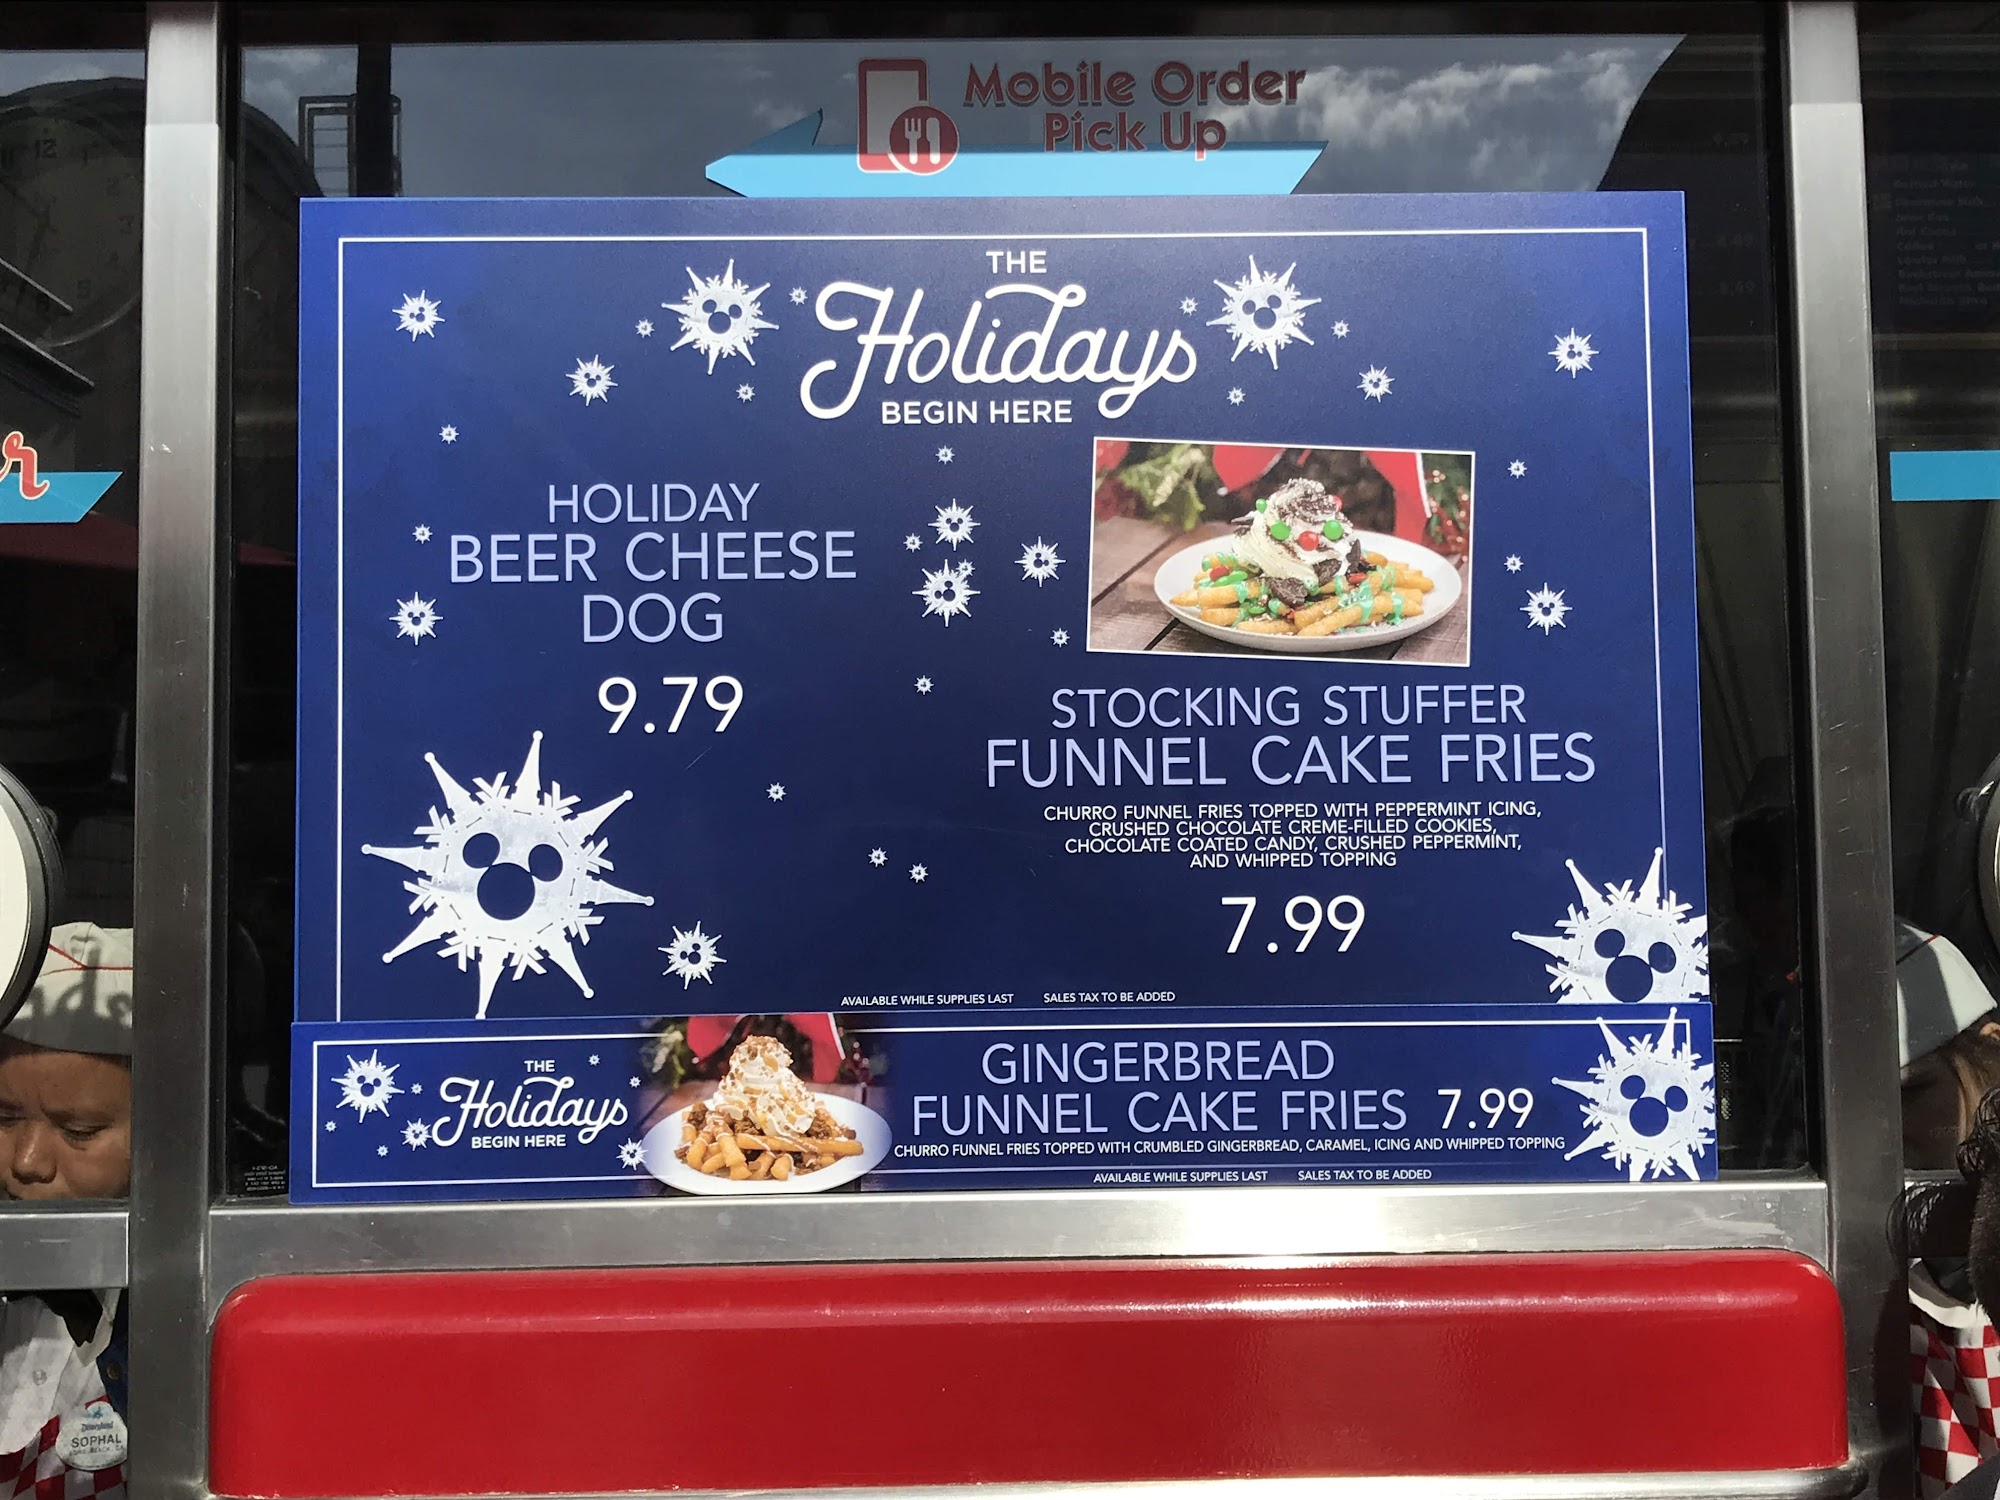 Mobile Order
Pick Up
THE
Holidays
BEGIN HERE
HOLIDAY
BEER CHEESE
DOG
9.79
STOCKING STUFFER
FUNNEL CAKE FRIES
CHURRO FUNNEL FRIES TOPPED WITH PEPPERMINT ICING,
CRUSHED CHOCOLATE CREME-FILLED COOKIES,
CHOCOLATE COATED CANDY, CRUSHED PEPPERMINT,
AND WHIPPED TOPPING
7.99
AVAILABLE WHILE SUPPLIES LAST SALES TAX TO BE ADDED
THE
Holidays
BEGIN HERE
GINGERBREAD
FUNNEL CAKE FRIES 7.99
CHURRO FUNNEL FRIES TOPPED WITH CRUMBLED GINGERBREAD, CARAMEL, ICING AND WHIPPED TOPPING
AVAILABLE WHILE SUPPLIES LAST SALES TAX TO BE ADDED
Disneyland
SOPHAL